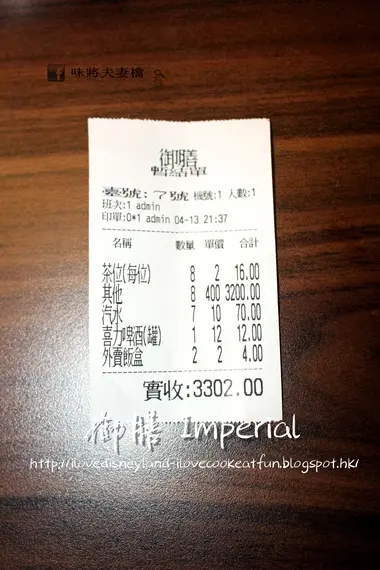 f 味將夫妻檔
御膳
暫結單
臺號:7號 機號:1 人數:1
班次:1 admin
印單:0*1 admin 04-13 21:37
名稱 數量 單價 合計
茶位(每位) 8 2 16.00
其他 8 400 3200.00
汽水 7 10 70.00
喜力啤酒(罐) 1 12 12.00
外賣飯盒 2 2 4.00
實收:3302.00
御膳 Imperial
http://ilovedisneyland-ilovecookeatfun.blogspot.hk/